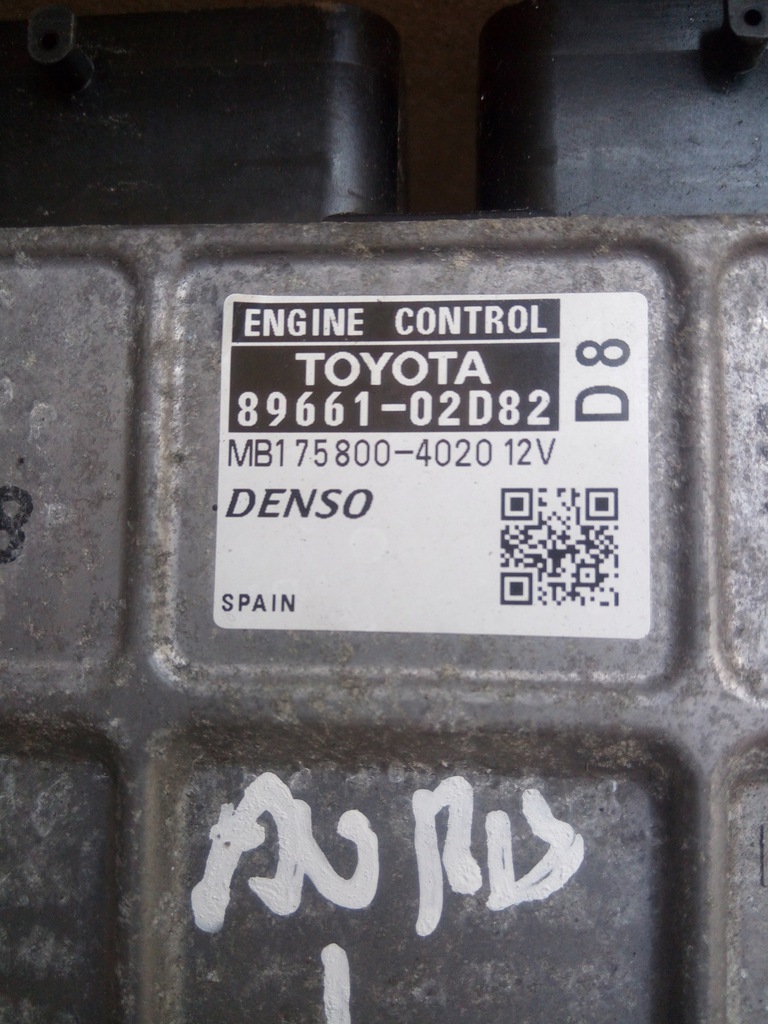 ENGINE CONTROL
TOYOTA
89661-02D82
D8
MB175800-4020 12V
DENSO
SPAIN